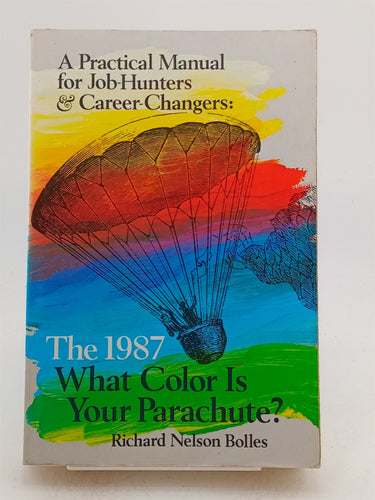 A Practical Manual
for Job-Hunters
& Career-Changers:
The 1987
What Color Is
Your Parachute?
Richard Nelson Bolles